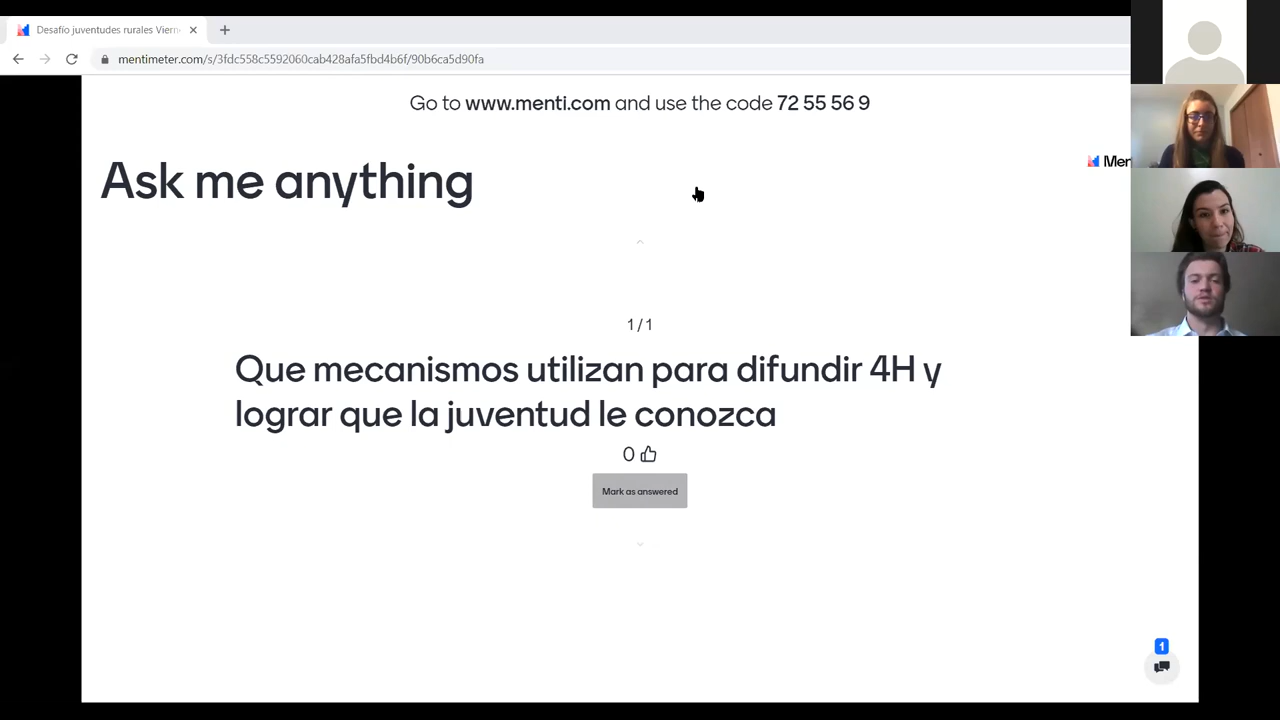 Desafío juventudes rurales Viern
mentimeter.com/s/3fdc558c5592060cab428afa5fbd4b6f/90b6ca5d90fa
Go to www.menti.com and use the code 72 55 56 9
Ask me anything
Men
1 / 1
Que mecanismos utilizan para difundir 4H y
lograr que la juventud le conozca
0
Mark as answered
1